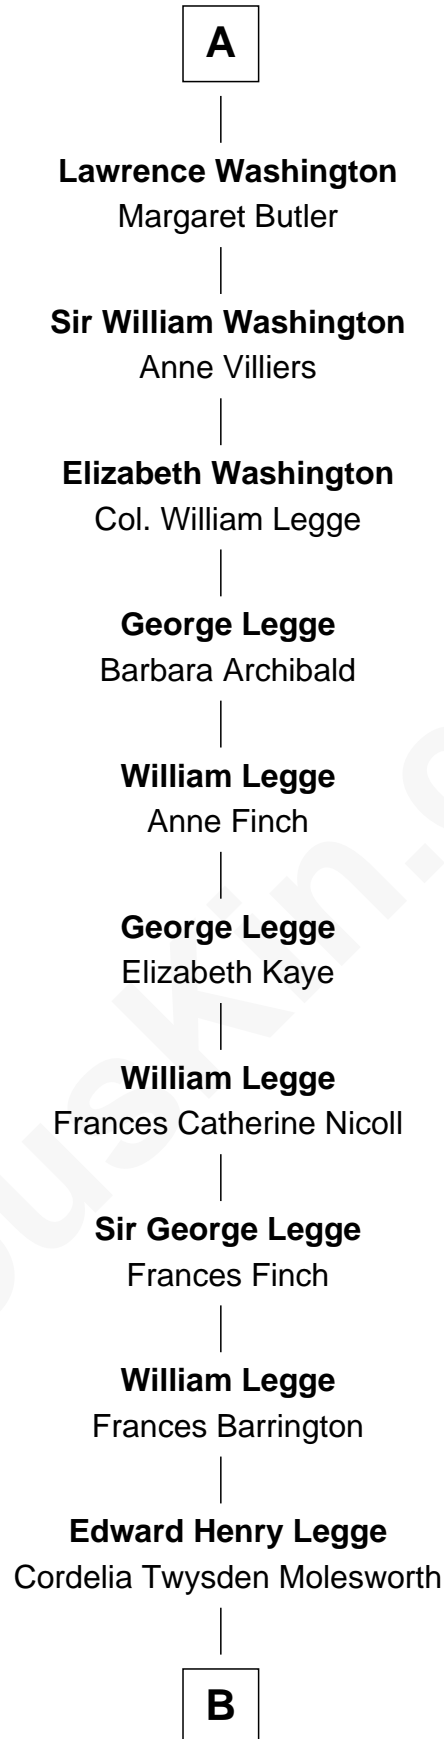 A
Lawrence Washington
Margaret Butler
Sir William Washington
Anne Villiers
Elizabeth Washington
Col. William Legge
George Legge
Barbara Archibald
William Legge
Anne Finch
George Legge
Elizabeth Kaye
William Legge
Frances Catherine Nicoll
Sir George Legge
Frances Finch
William Legge
Frances Barrington
Edward Henry Legge
Cordelia Twysden Molesworth
B